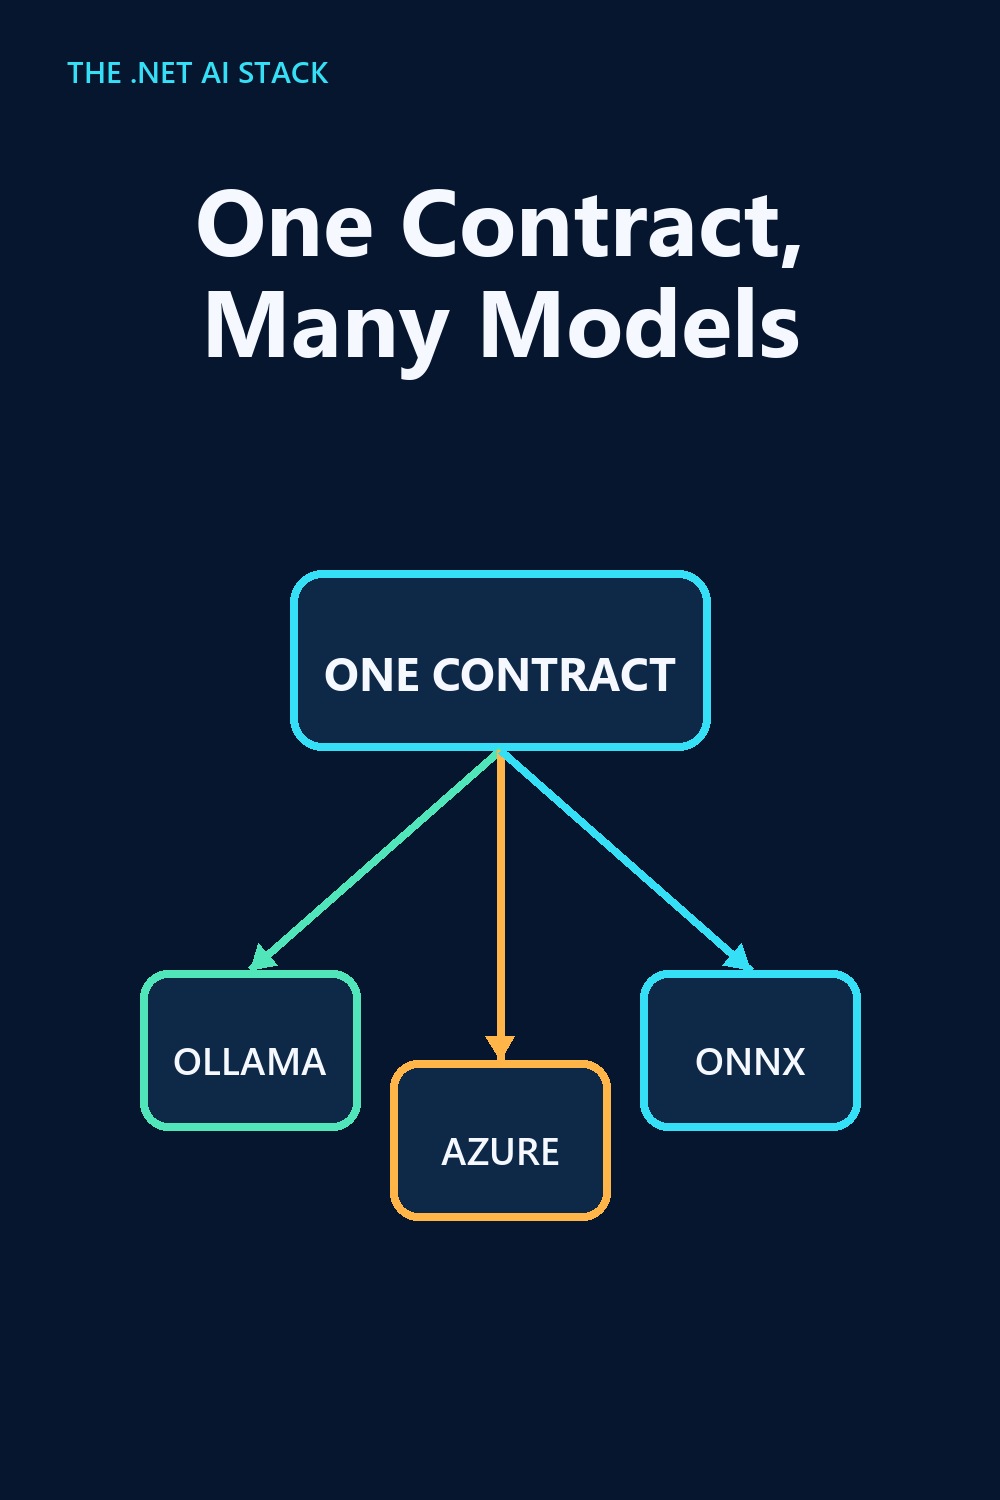 THE .NET AI STACK
One Contract,
Many Models
ONE CONTRACT
OLLAMA
AZURE
ONNX